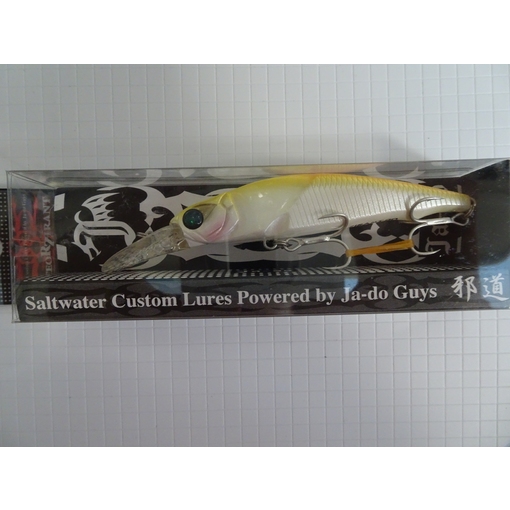 Saltwater Custom Lures Powered by Ja-do Guys 邪道